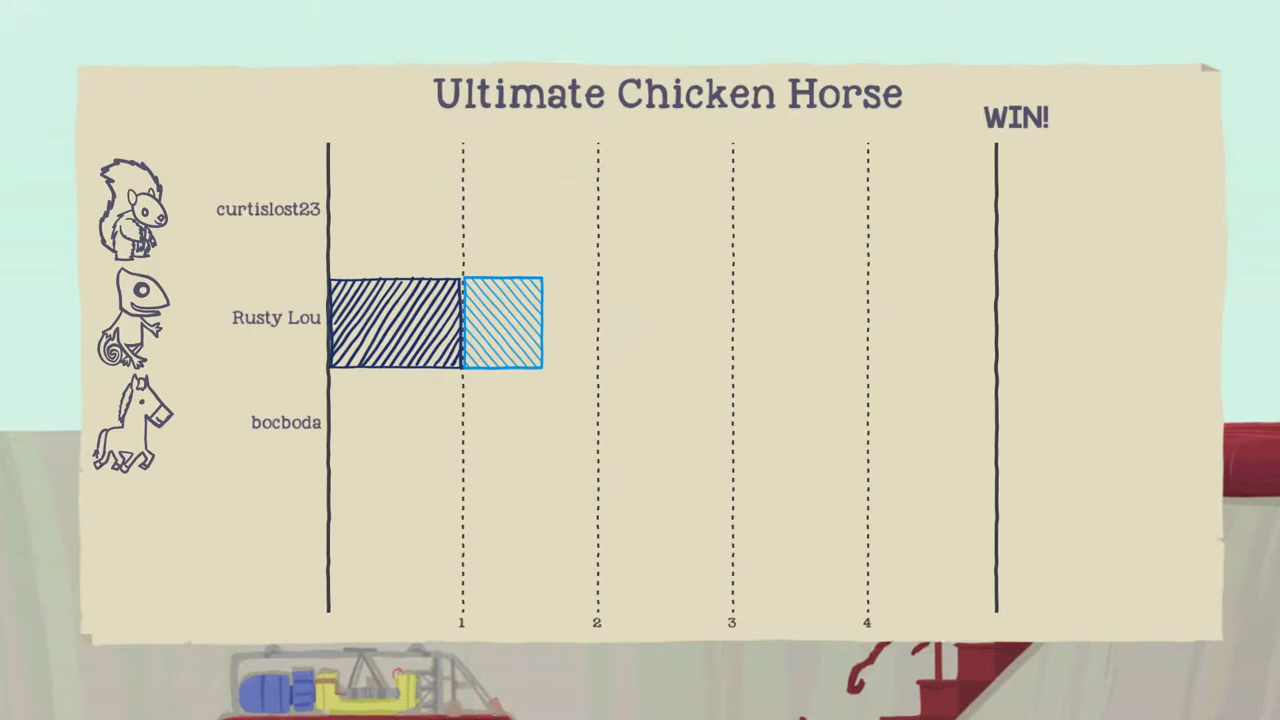 Ultimate Chicken Horse
WIN!
curtislost23
Rusty Lou
bocboda
1 2 3 4